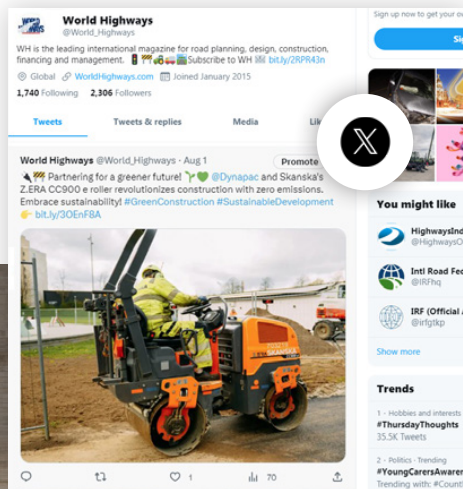 World Highways
@World_Highways
WH is the leading international magazine for road planning, design, construction,
financing and management. Subscribe to WH bit.ly/2RPR43n
Global WorldHighways.com Joined January 2015
1,740 Following 2,306 Followers
Tweets Tweets & replies Media
World Highways @World_Highways · Aug 1 Promote
Partnering for a greener future! @Dynapac and Skanska's
Z.ERA CC900 e roller revolutionizes construction with zero emissions.
Embrace sustainability! #GreenConstruction #SustainableDevelopment
bit.ly/3OEnF8A
SKANSKA
1 70
Sign up now to get your
Sig
You might like
HighwaysInd
@HighwaysO
Intl Road Fed
@IRFhq
IRF (Official
@irfgtkp
Show more
Trends
1 · Hobbies and interests
#ThursdayThoughts
35.5K Tweets
2 · Politics · Trending
#YoungCarersAwaren
Trending with: #Count